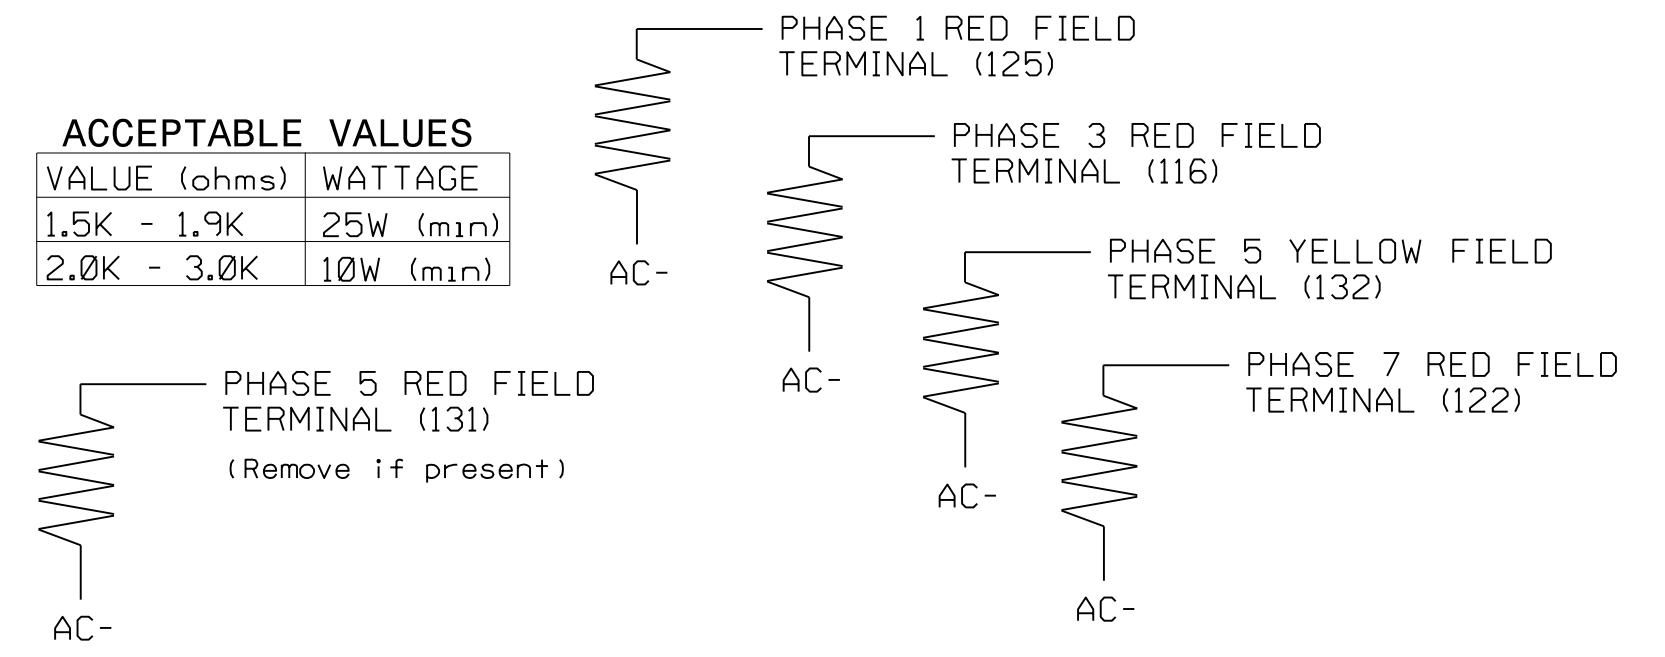 PHASE 1 RED FIELD
TERMINAL (125)
ACCEPTABLE VALUES
VALUE (ohms) WATTAGE
1.5K - 1.9K 25W (min)
2.0K - 3.0K 10W (min)
AC-
PHASE 3 RED FIELD
TERMINAL (116)
AC-
PHASE 5 YELLOW FIELD
TERMINAL (132)
AC-
PHASE 7 RED FIELD
TERMINAL (122)
AC-
PHASE 5 RED FIELD
TERMINAL (131)
(Remove if present)
AC-